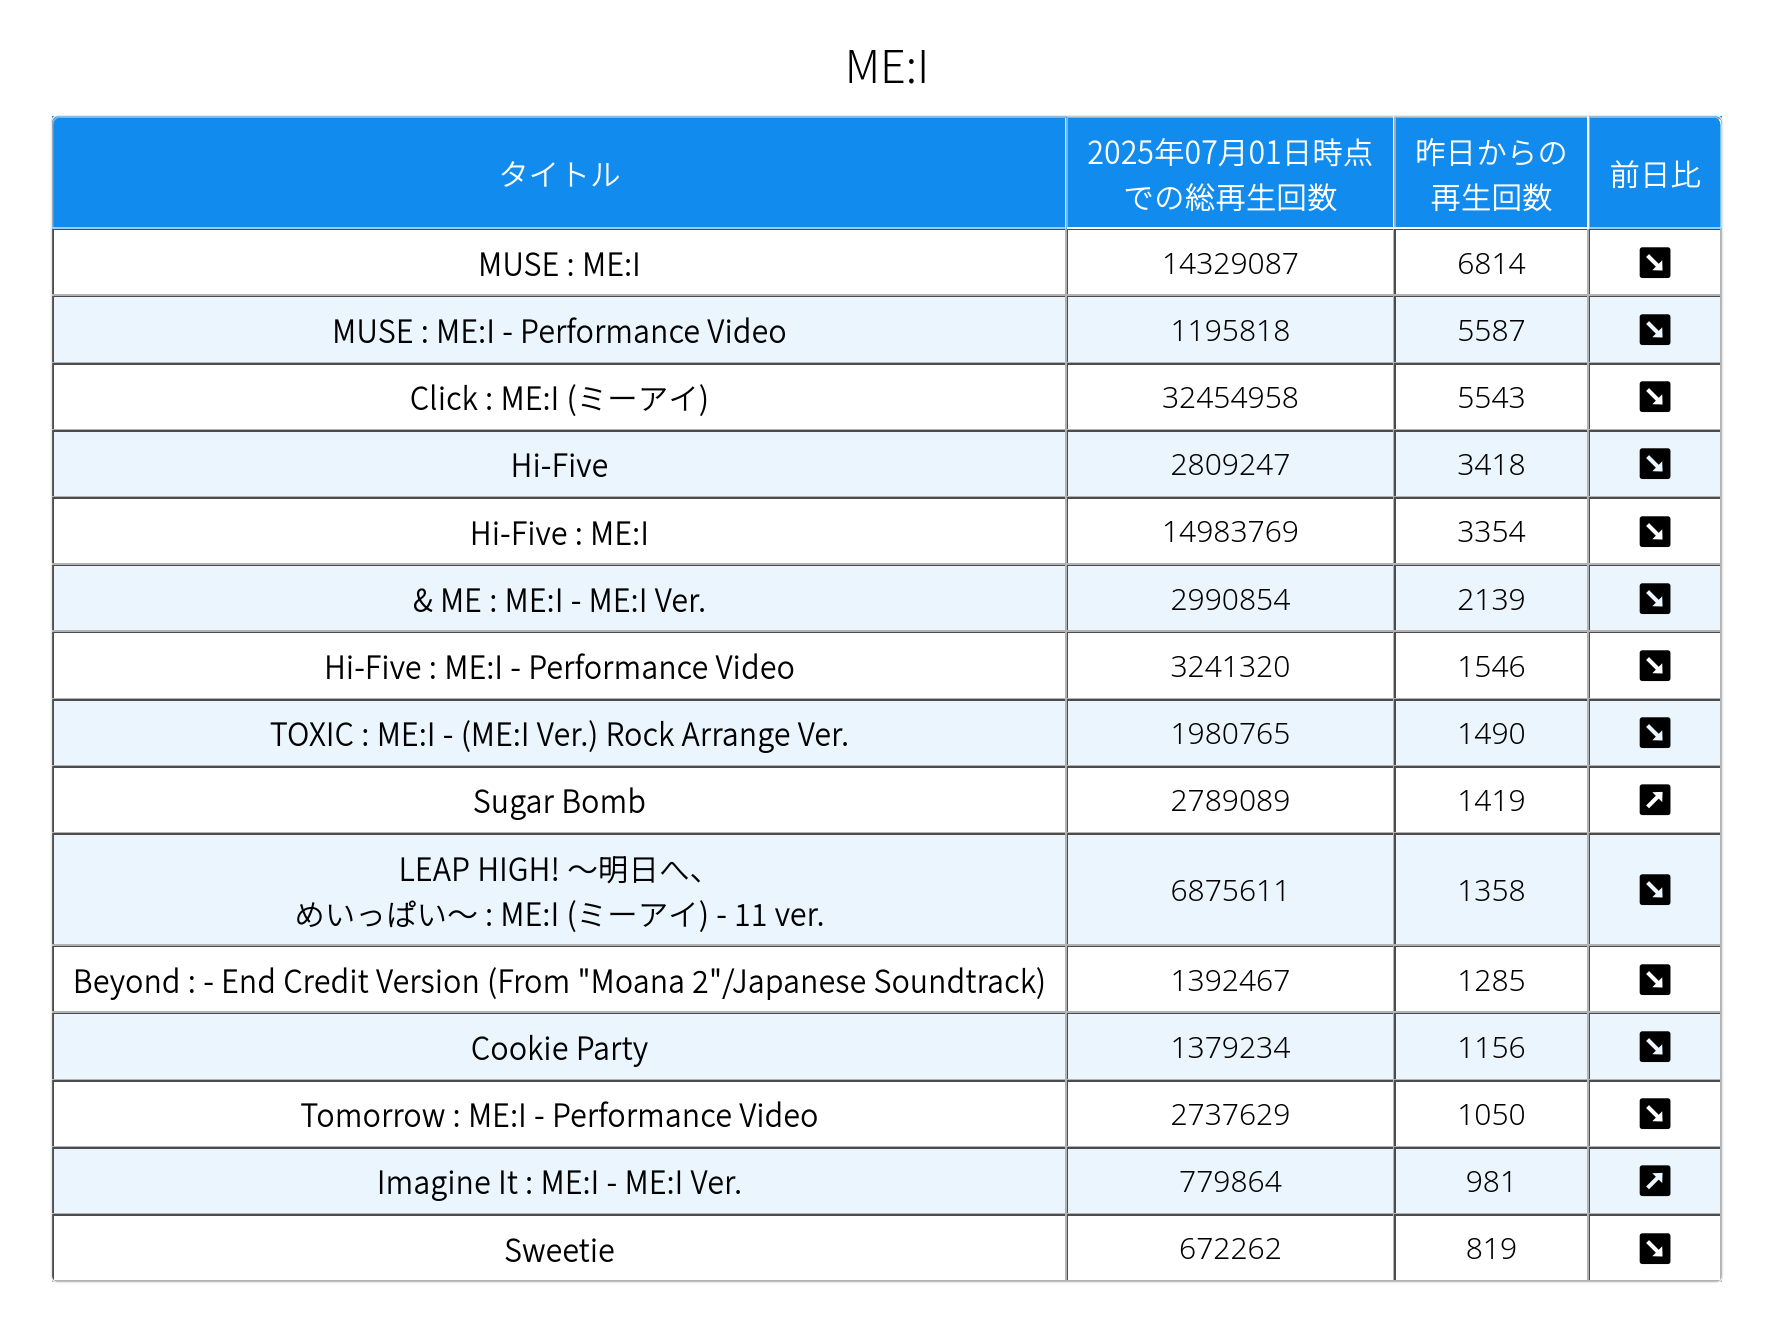 ME:I
タイトル
2025年07月01日時点
での総再生回数
昨日からの
再生回数
前日比
MUSE : ME:I 14329087 6814 ↘
MUSE : ME:I - Performance Video 1195818 5587 ↘
Click : ME:I (ミーアイ) 32454958 5543 ↘
Hi-Five 2809247 3418 ↘
Hi-Five : ME:I 14983769 3354 ↘
& ME : ME:I - ME:I Ver. 2990854 2139 ↘
Hi-Five : ME:I - Performance Video 3241320 1546 ↘
TOXIC : ME:I - (ME:I Ver.) Rock Arrange Ver. 1980765 1490 ↘
Sugar Bomb 2789089 1419 ↗
LEAP HIGH! ～明日へ、
めいっぱい～ : ME:I (ミーアイ) - 11 ver. 6875611 1358 ↘
Beyond : - End Credit Version (From "Moana 2"/Japanese Soundtrack) 1392467 1285 ↘
Cookie Party 1379234 1156 ↘
Tomorrow : ME:I - Performance Video 2737629 1050 ↘
Imagine It : ME:I - ME:I Ver. 779864 981 ↗
Sweetie 672262 819 ↘